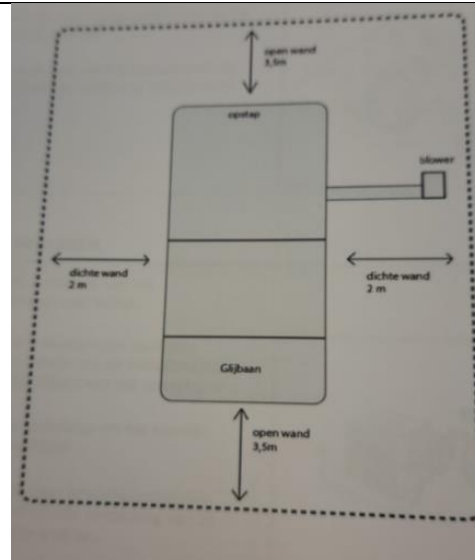 open wand
3,5m
opstap
blower
dichte wand
2 m
dichte wand
2 m
Glijbaan
open wand
3,5m